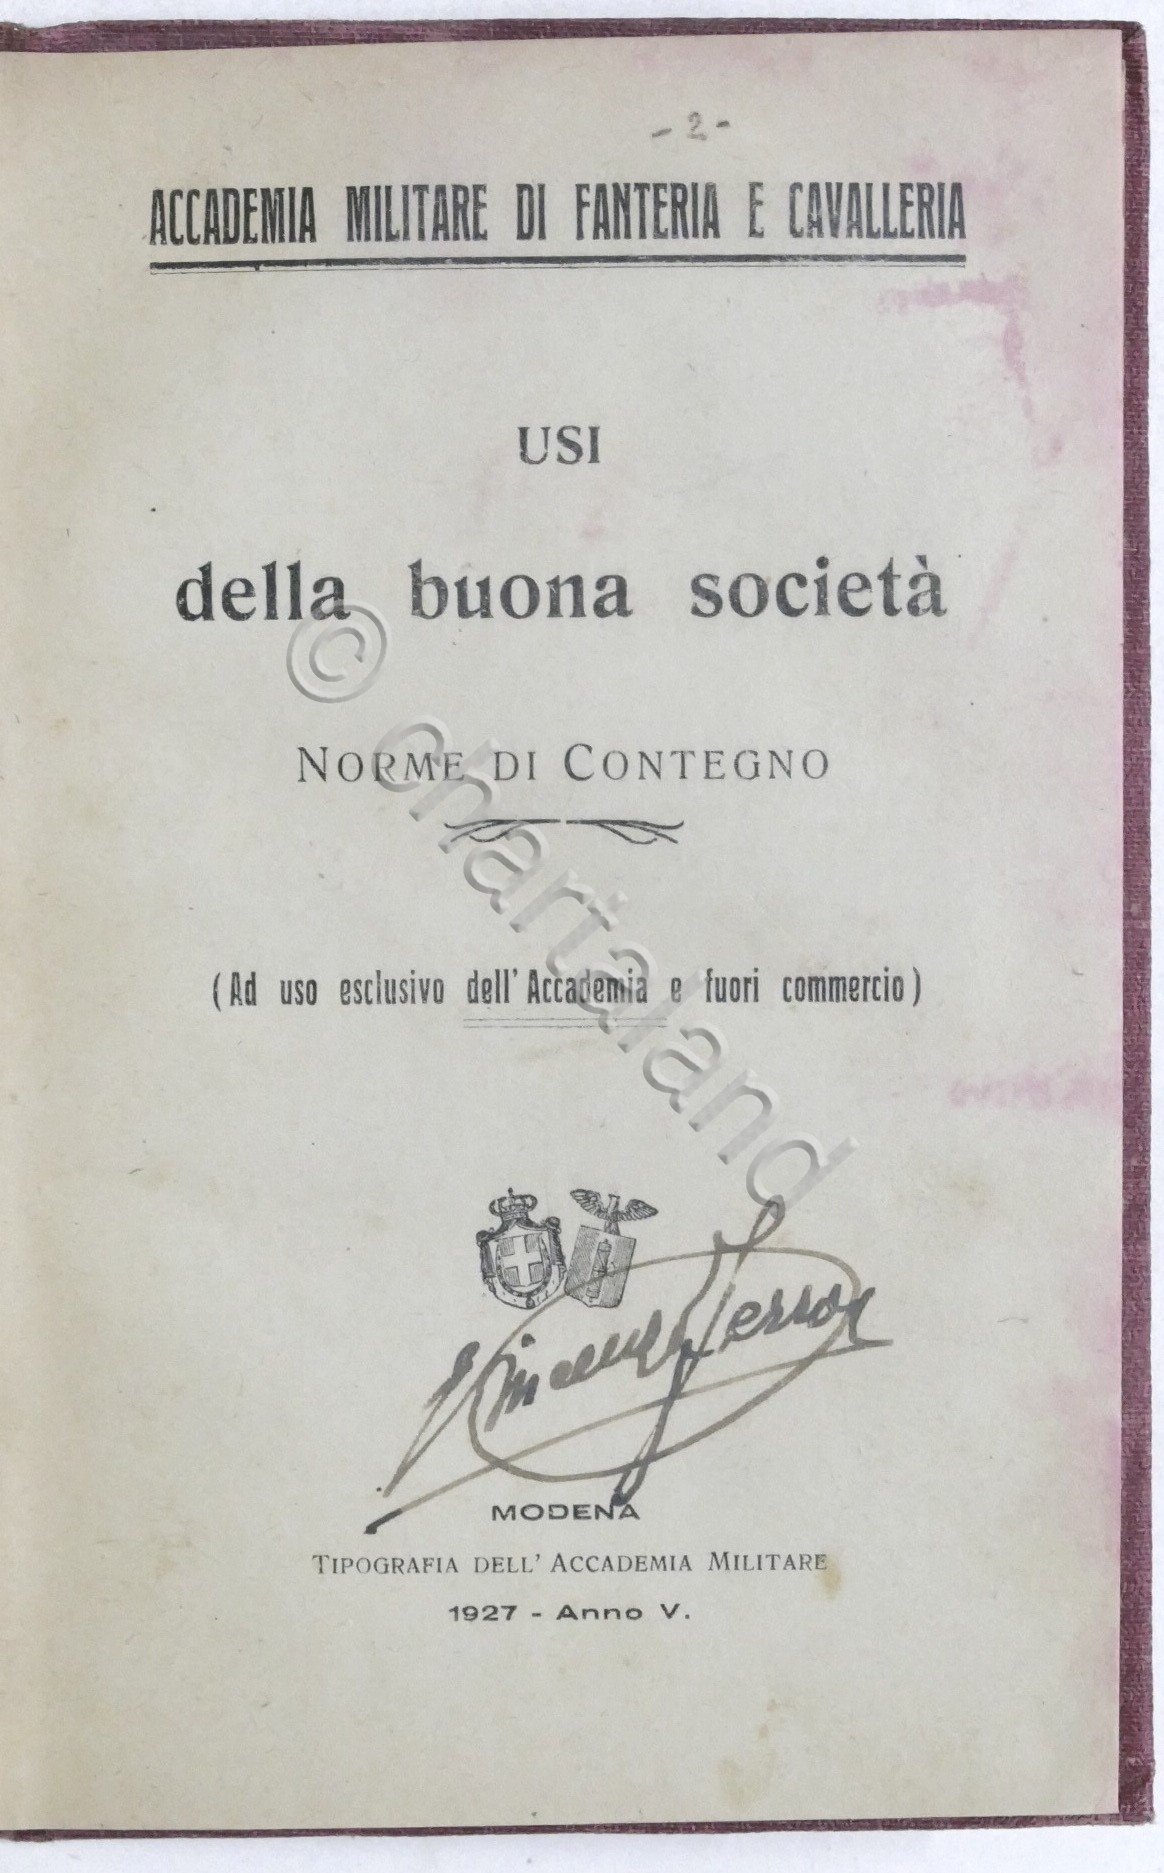 - 2 -
ACCADEMIA MILITARE DI FANTERIA E CAVALLERIA
USI
della buona società
NORME DI CONTEGNO
(Ad uso esclusivo dell' Accademia e fuori commercio)
© chartaland
MODENA
TIPOGRAFIA DELL' ACCADEMIA MILITARE
1927 - Anno V.